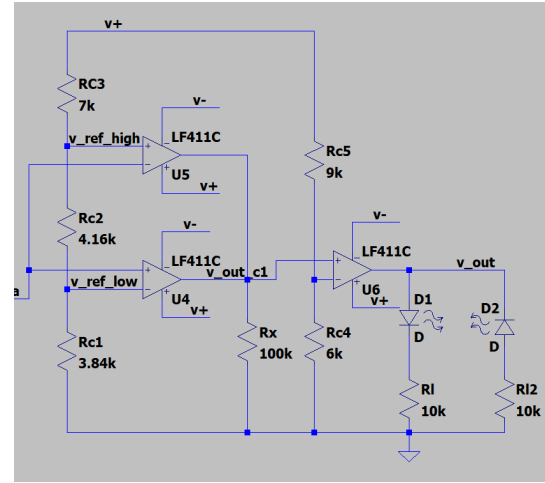 v+
RC3
7k
v-
v_ref_high
LF411C
+
−
−
+
U5
v+
Rc5
9k
Rc2
4.16k
v-
LF411C
+
−
−
+
U4
v+
v_ref_low
a
v_out_c1
v-
LF411C
+
−
−
+
U6
v+
v_out
D1
D
D2
D
Rc1
3.84k
Rx
100k
Rc4
6k
Rl
10k
Rl2
10k